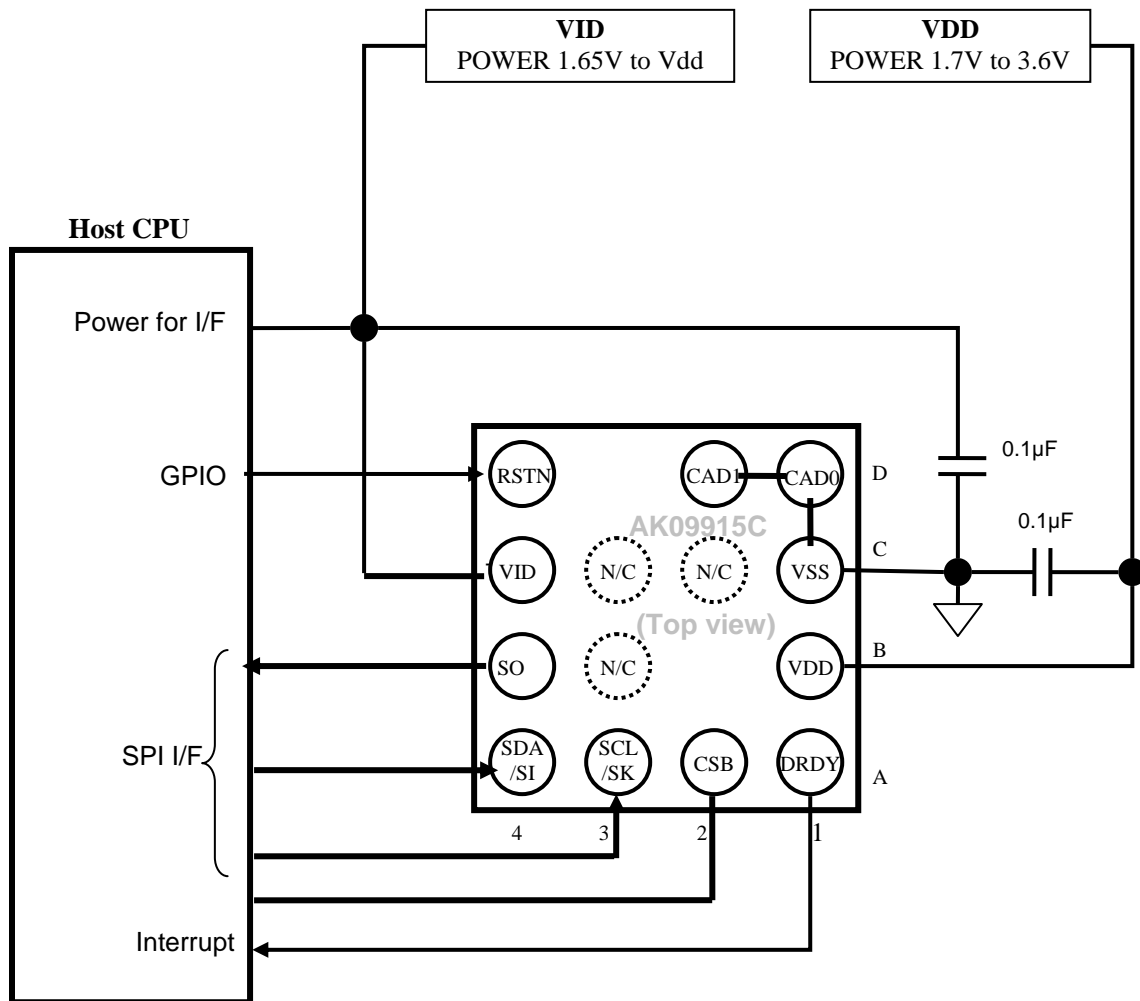 VID
POWER 1.65V to Vdd
VDD
POWER 1.7V to 3.6V
Host CPU
Power for I/F
GPIO
SPI I/F
Interrupt
RSTN
CAD1
CAD0
D
0.1µF
0.1µF
AK09915C
VID
N/C
N/C
VSS
C
(Top view)
SO
N/C
VDD
B
SDA
/SI
SCL
/SK
CSB
DRDY
A
4
3
2
1